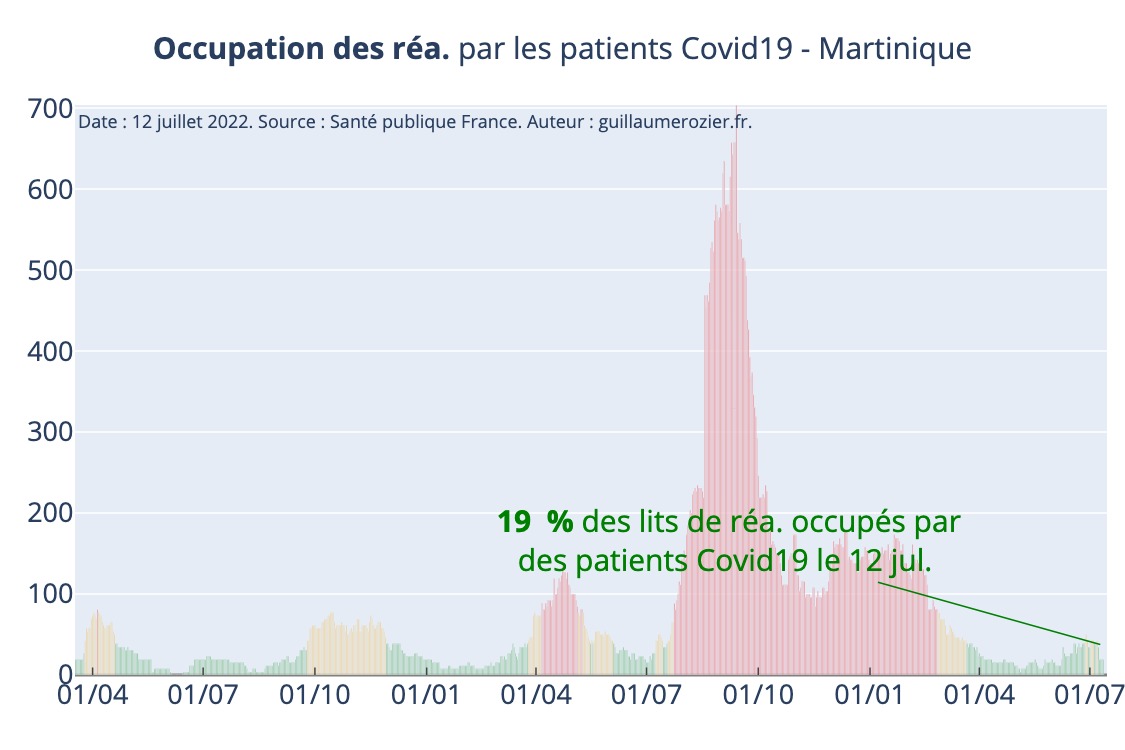 Occupation des réa. par les patients Covid19 - Martinique
700
Date : 12 juillet 2022. Source : Santé publique France. Auteur : guillaumerozier.fr.
600
500
400
300
200
19 % des lits de réa. occupés par
des patients Covid19 le 12 jul.
100
0
01/04 01/07 01/10 01/01 01/04 01/07 01/10 01/01 01/04 01/07